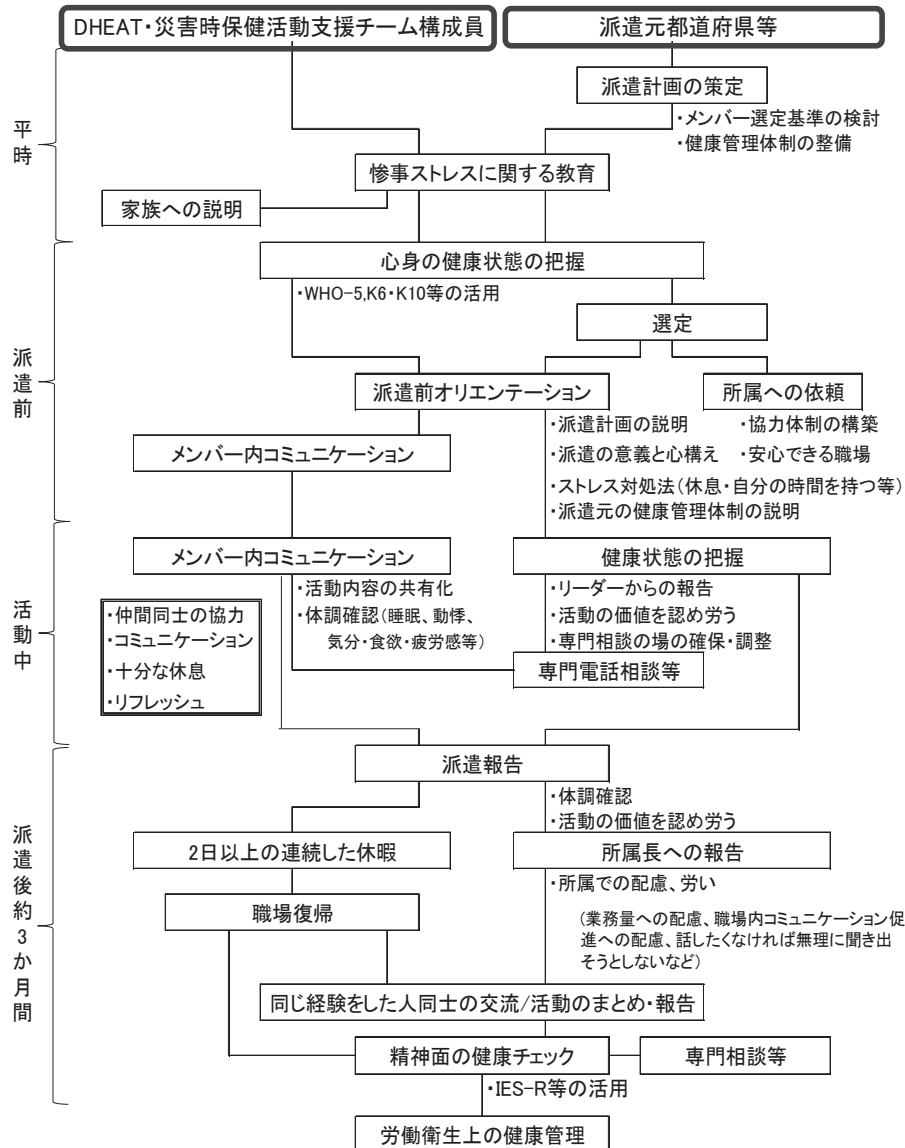 DHEAT・災害時保健活動支援チーム構成員
派遣元都道府県等
平時
派遣計画の策定
・メンバー選定基準の検討
・健康管理体制の整備
惨事ストレスに関する教育
家族への説明
派遣前
心身の健康状態の把握
・WHO-5,K6・K10等の活用
選定
派遣前オリエンテーション
所属への依頼
・派遣計画の説明
・協力体制の構築
メンバー内コミュニケーション
・派遣の意義と心構え
・安心できる職場
・ストレス対処法(休息・自分の時間を持つ等)
・派遣元の健康管理体制の説明
活動中
メンバー内コミュニケーション
健康状態の把握
・活動内容の共有化
・体調確認(睡眠、動悸、
気分・食欲・疲労感等)
・リーダーからの報告
・活動の価値を認め労う
・専門相談の場の確保・調整
・仲間同士の協力
・コミュニケーション
・十分な休息
・リフレッシュ
専門電話相談等
派遣後約3か月間
派遣報告
・体調確認
・活動の価値を認め労う
2日以上の連続した休暇
所属長への報告
・所属での配慮、労い
職場復帰
(業務量への配慮、職場内コミュニケーション促
進への配慮、話したくなければ無理に聞き出
そうとしないなど)
同じ経験をした人同士の交流/活動のまとめ・報告
精神面の健康チェック
専門相談等
・IES-R等の活用
労働衛生上の健康管理